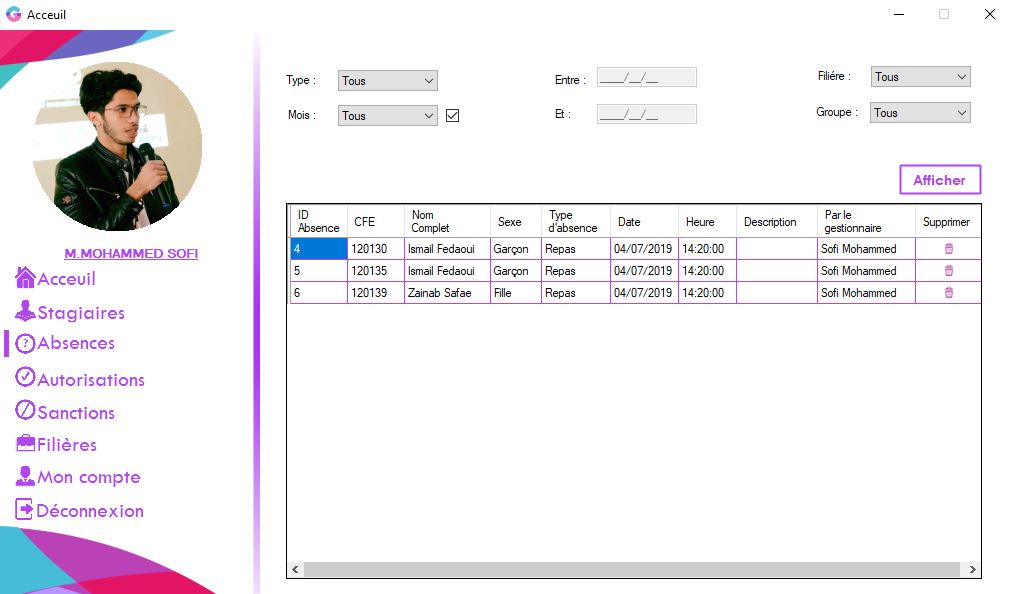 Acceuil
M.MOHAMMED SOFI
Acceuil
Stagiaires
Absences
Autorisations
Sanctions
Filières
Mon compte
Déconnexion
Type : Tous Entre : ____/__/__ Filiére : Tous
Mois : Tous Et : ____/__/__ Groupe : Tous
Afficher
ID Absence CFE Nom Complet Sexe Type d'absence Date Heure Description Par le gestionnaire Supprimer
4 120130 Ismail Fedaoui Garçon Repas 04/07/2019 14:20:00 Sofi Mohammed
5 120135 Ismail Fedaoui Garçon Repas 04/07/2019 14:20:00 Sofi Mohammed
6 120139 Zainab Safae Fille Repas 04/07/2019 14:20:00 Sofi Mohammed